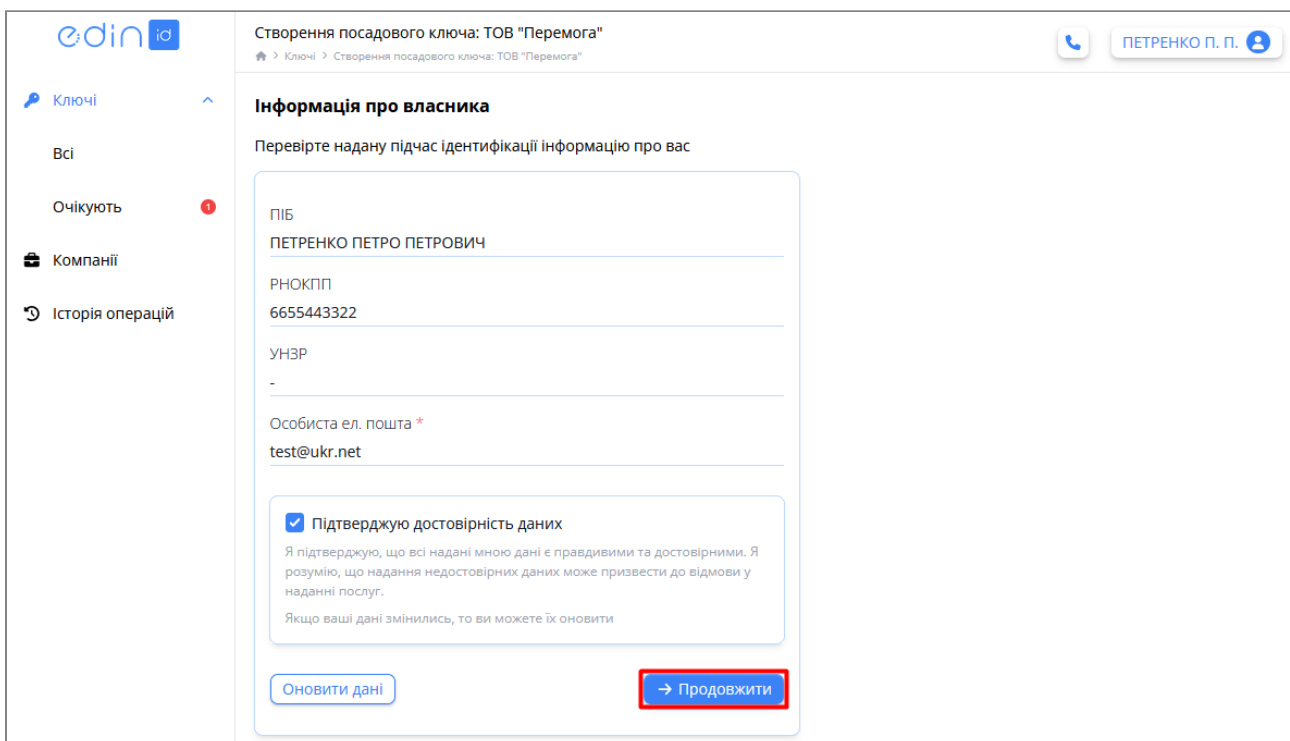 edin id
Створення посадового ключа: ТОВ "Перемога"
Ключі > Створення посадового ключа: ТОВ "Перемога"
ПЕТРЕНКО П. П.
Ключі
Всі
Очікують
1
Компанії
Історія операцій
Інформація про власника
Перевірте надану підчас ідентифікації інформацію про вас
ПІБ
ПЕТРЕНКО ПЕТРО ПЕТРОВИЧ
РНОКПП
6655443322
УНЗР
-
Особиста ел. пошта *
test@ukr.net
Підтверджую достовірність даних
Я підтверджую, що всі надані мною дані є правдивими та достовірними. Я
розумію, що надання недостовірних даних може призвести до відмови у
наданні послуг.
Якщо ваші дані змінились, то ви можете їх оновити
Оновити дані
→ Продовжити